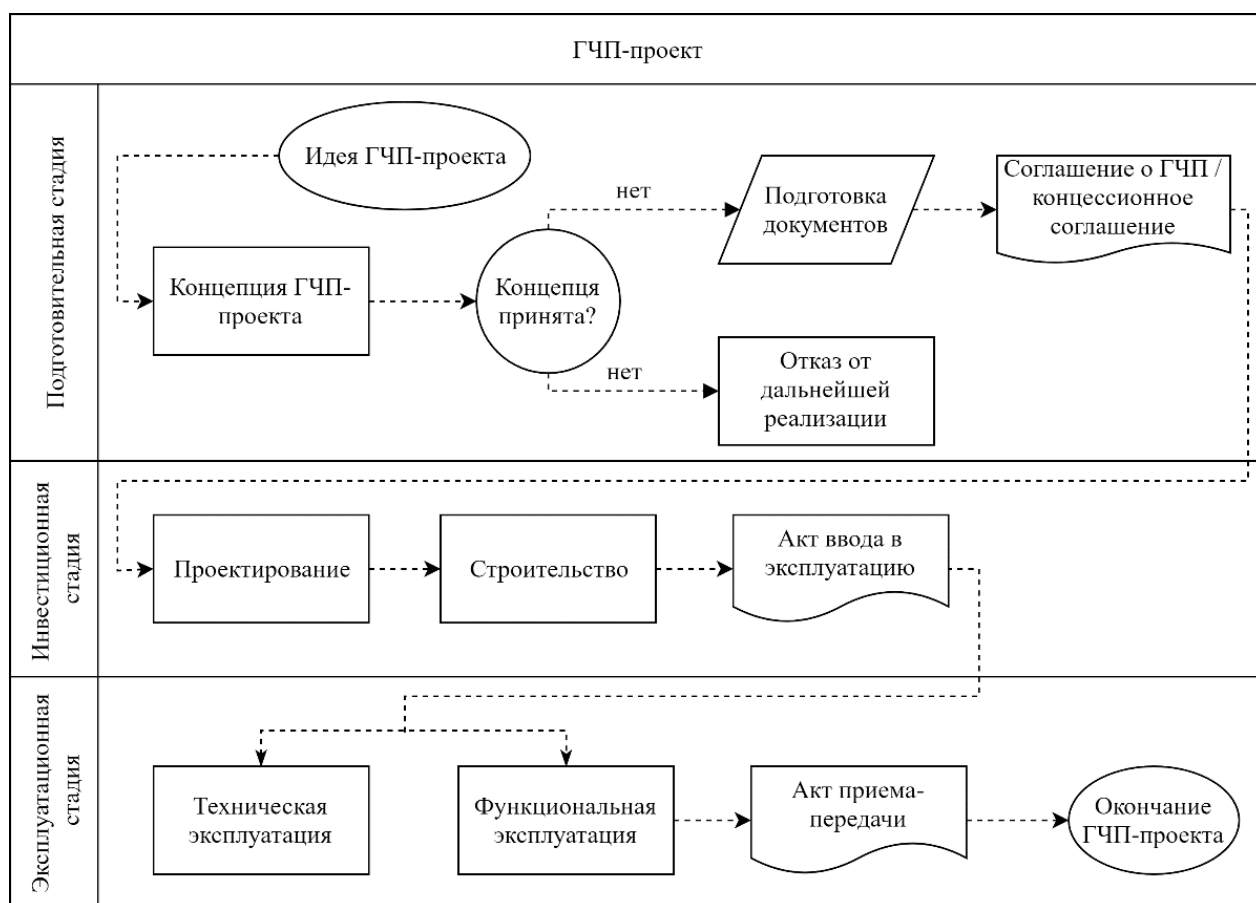 ГЧП-проект
Подготовительная стадия
Идея ГЧП-проекта
Концепция ГЧП-
проекта
Концепця
принята?
нет
Подготовка
документов
Соглашение о ГЧП /
концессионное
соглашение
нет
Отказ от
дальнейшей
реализации
Инвестиционная
стадия
Проектирование
Строительство
Акт ввода в
эксплуатацию
Эксплуатационная
стадия
Техническая
эксплуатация
Функциональная
эксплуатация
Акт приема-
передачи
Окончание
ГЧП-проекта